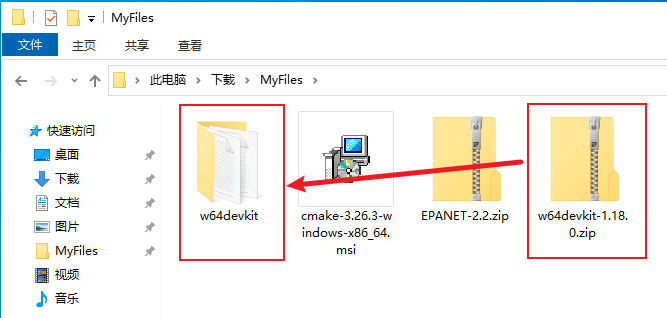 MyFiles
文件
主页
共享
查看
此电脑
下载
MyFiles
快速访问
桌面
下载
文档
图片
MyFiles
视频
音乐
w64devkit
cmake-3.26.3-w
indows-x86_64.
msi
EPANET-2.2.zip
w64devkit-1.18.
0.zip